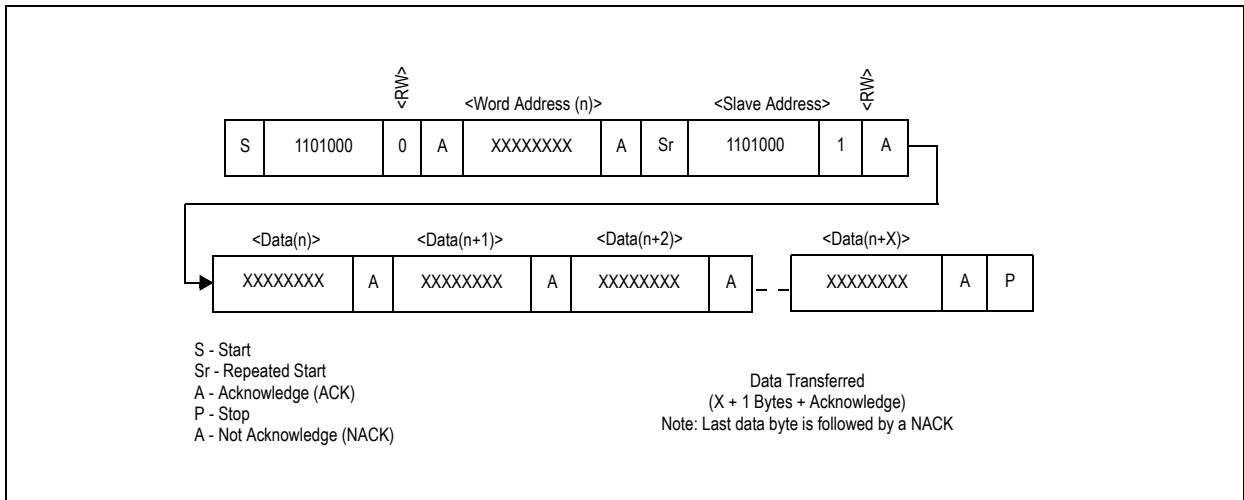 <RW>
<RW>
<Word Address (n)>
<Slave Address>
S 1101000 0 A XXXXXXXX A Sr 1101000 1 A
<Data(n)> <Data(n+1)> <Data(n+2)> <Data(n+X)>
XXXXXXXX A XXXXXXXX A XXXXXXXX A XXXXXXXX A P
S - Start
Sr - Repeated Start
A - Acknowledge (ACK)
P - Stop
A - Not Acknowledge (NACK)
Data Transferred
(X + 1 Bytes + Acknowledge)
Note: Last data byte is followed by a NACK